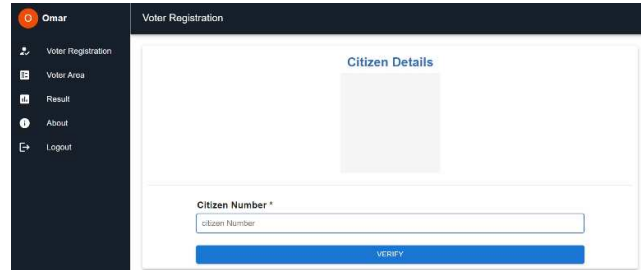 O Omar
Voter Registration
Voter Area
Result
About
Logout
Voter Registration
Citizen Details
Citizen Number *
citizen Number
VERIFY